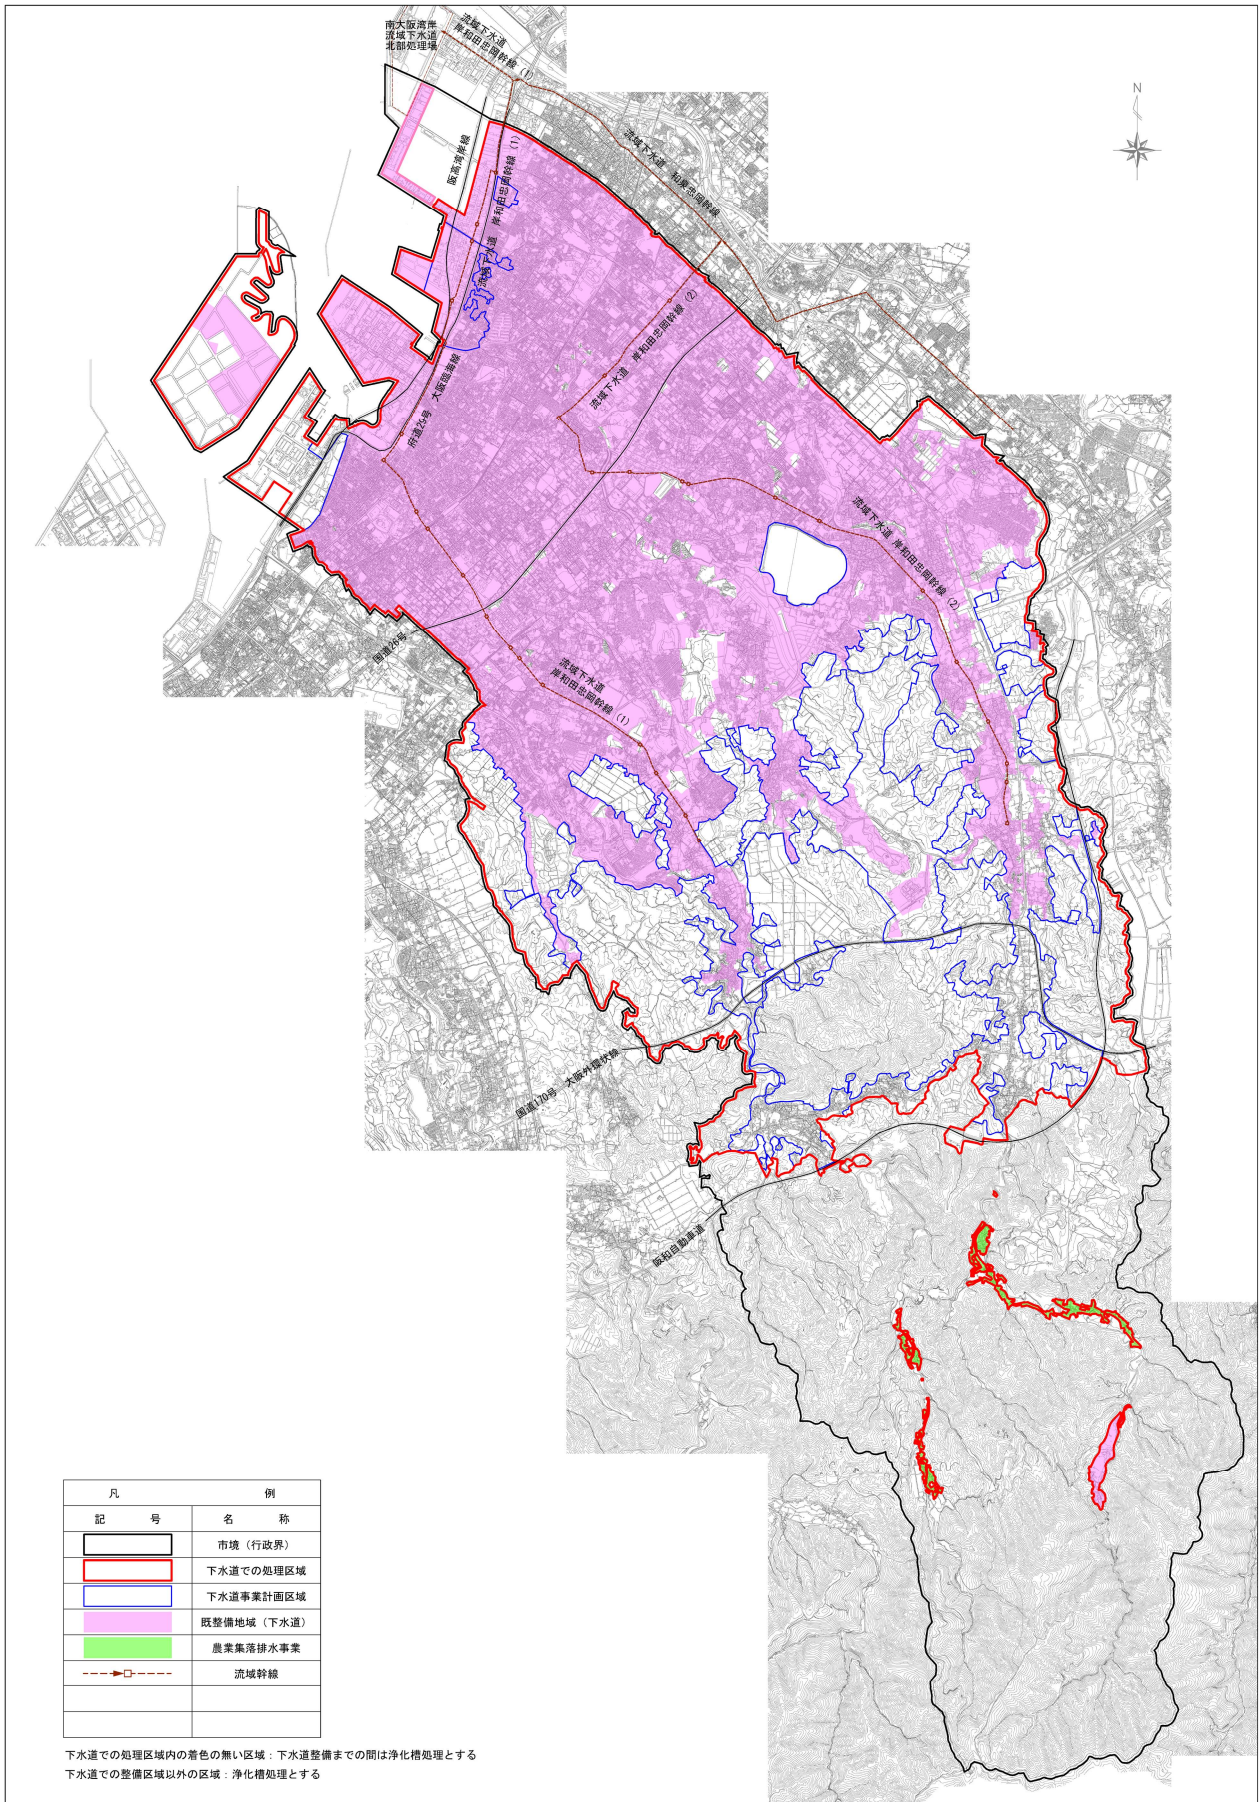 南大阪湾岸
流域下水道
北部処理場
流域下水道
岸和田忠岡幹線（1）
N
阪高湾岸線
流域下水道　岸和田忠岡幹線（1）
流域下水道　和泉忠岡幹線
流域下水道　岸和田忠岡幹線（2）
府道29号　大阪臨海線
流域下水道 岸和田忠岡幹線（2）
国道26号
流域下水道
岸和田忠岡幹線（1）
国道170号　大阪外環状線
阪和自動車道
凡　例
記　号　名　称
市境（行政界）
下水道での処理区域
下水道事業計画区域
既整備地域（下水道）
農業集落排水事業
流域幹線
下水道での処理区域内の着色の無い区域：下水道整備までの間は浄化槽処理とする
下水道での整備区域以外の区域：浄化槽処理とする